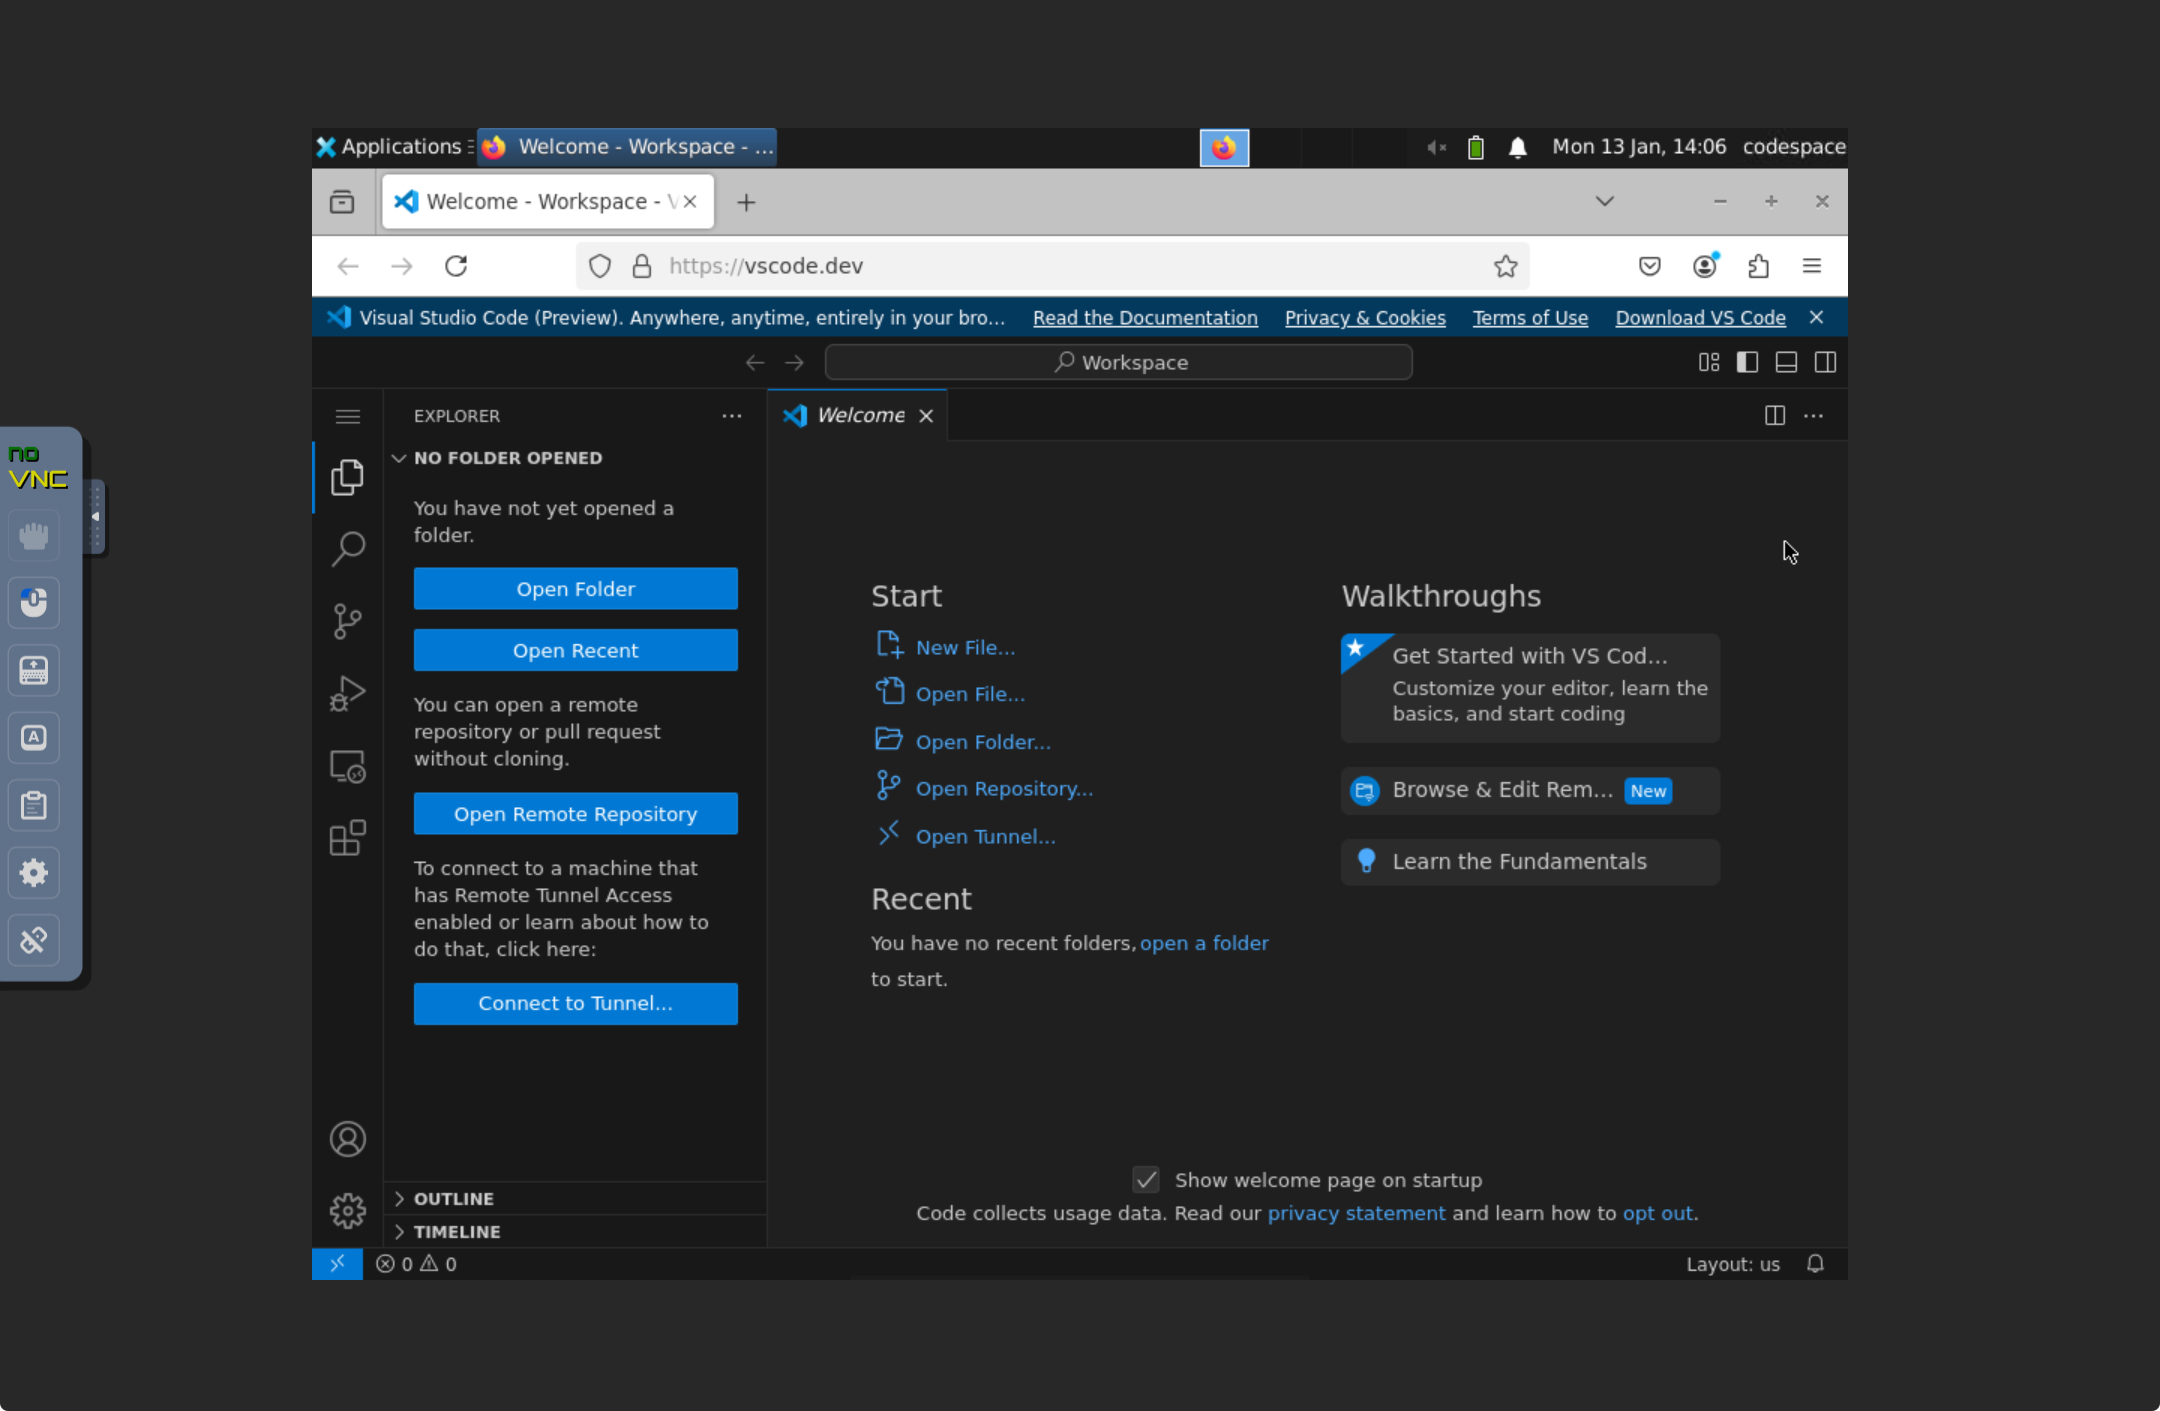 Applications
Welcome - Workspace - ...
Mon 13 Jan, 14:06
codespace
Welcome - Workspace - V
https://vscode.dev
Visual Studio Code (Preview). Anywhere, anytime, entirely in your bro...
Read the Documentation
Privacy & Cookies
Terms of Use
Download VS Code
Workspace
EXPLORER
Welcome
no
VNC
NO FOLDER OPENED
You have not yet opened a
folder.
Open Folder
Open Recent
You can open a remote
repository or pull request
without cloning.
Open Remote Repository
To connect to a machine that
has Remote Tunnel Access
enabled or learn about how to
do that, click here:
Connect to Tunnel...
OUTLINE
TIMELINE
Start
New File...
Open File...
Open Folder...
Open Repository...
Open Tunnel...
Recent
You have no recent folders, open a folder
to start.
Walkthroughs
Get Started with VS Cod...
Customize your editor, learn the
basics, and start coding
Browse & Edit Rem...
New
Learn the Fundamentals
Show welcome page on startup
Code collects usage data. Read our privacy statement and learn how to opt out.
0
0
Layout: us
A